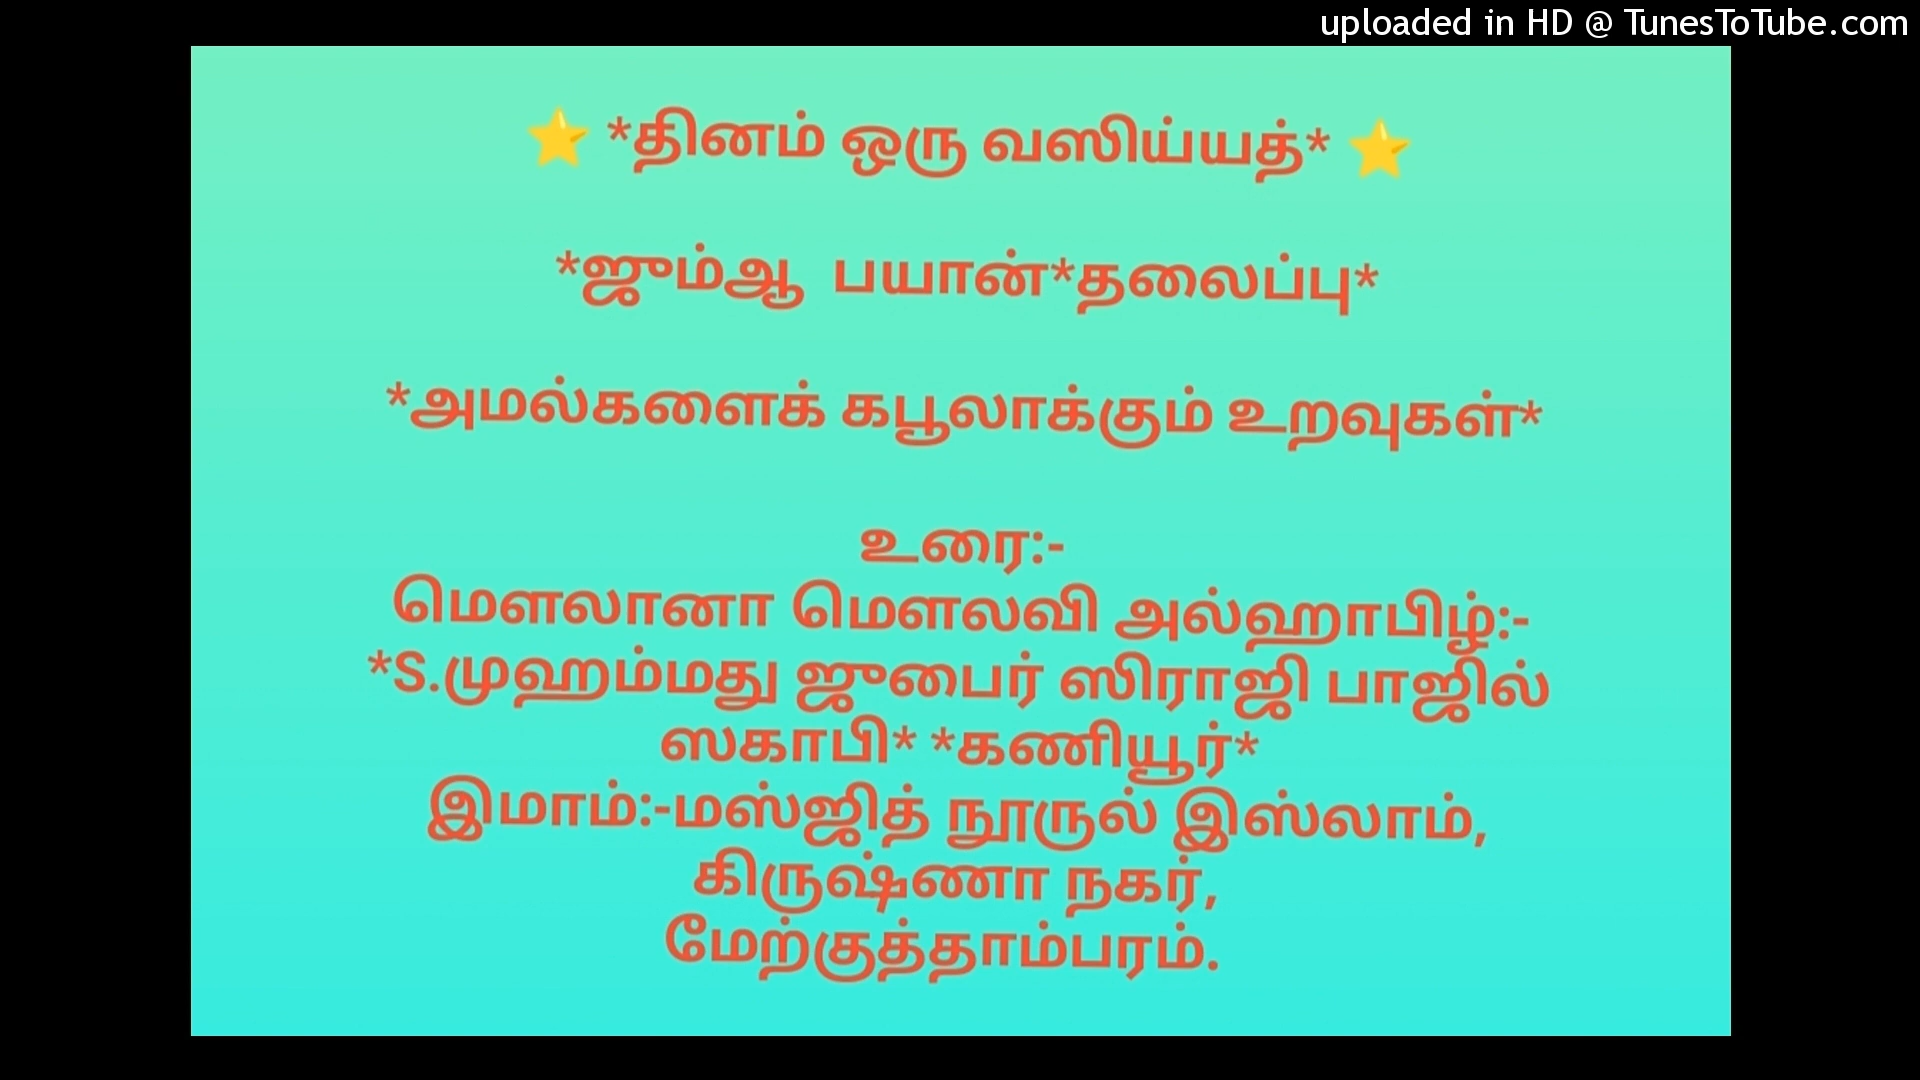 uploaded in HD @ TunesToTube.com
⭐ *தினம் ஒரு வஸிய்யத்* ⭐
*ஜும்ஆ பயான்*தலைப்பு*
*அமல்களைக் கபூலாக்கும் உறவுகள்*
உரை:-
மௌலானா மௌலவி அல்ஹாபிழ்:-
*S.முஹம்மது ஜுபைர் ஸிராஜி பாஜில்
ஸகாபி* *கணியூர்*
இமாம்:-மஸ்ஜித் நூருல் இஸ்லாம்,
கிருஷ்ணா நகர்,
மேற்குத்தாம்பரம்.